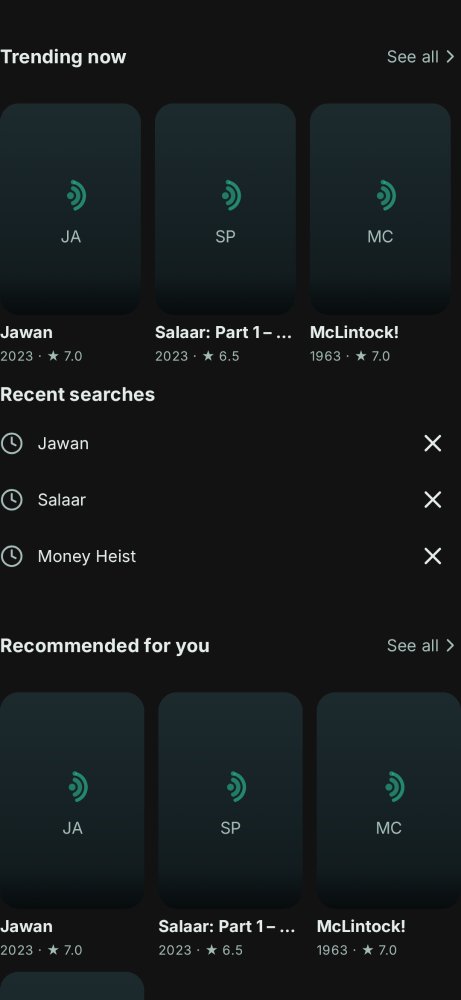 Trending now
See all
JA
SP
MC
Jawan
Salaar: Part 1 – ...
McLintock!
2023 · ★ 7.0
2023 · ★ 6.5
1963 · ★ 7.0
Recent searches
Jawan
Salaar
Money Heist
Recommended for you
See all
JA
SP
MC
Jawan
Salaar: Part 1 – ...
McLintock!
2023 · ★ 7.0
2023 · ★ 6.5
1963 · ★ 7.0